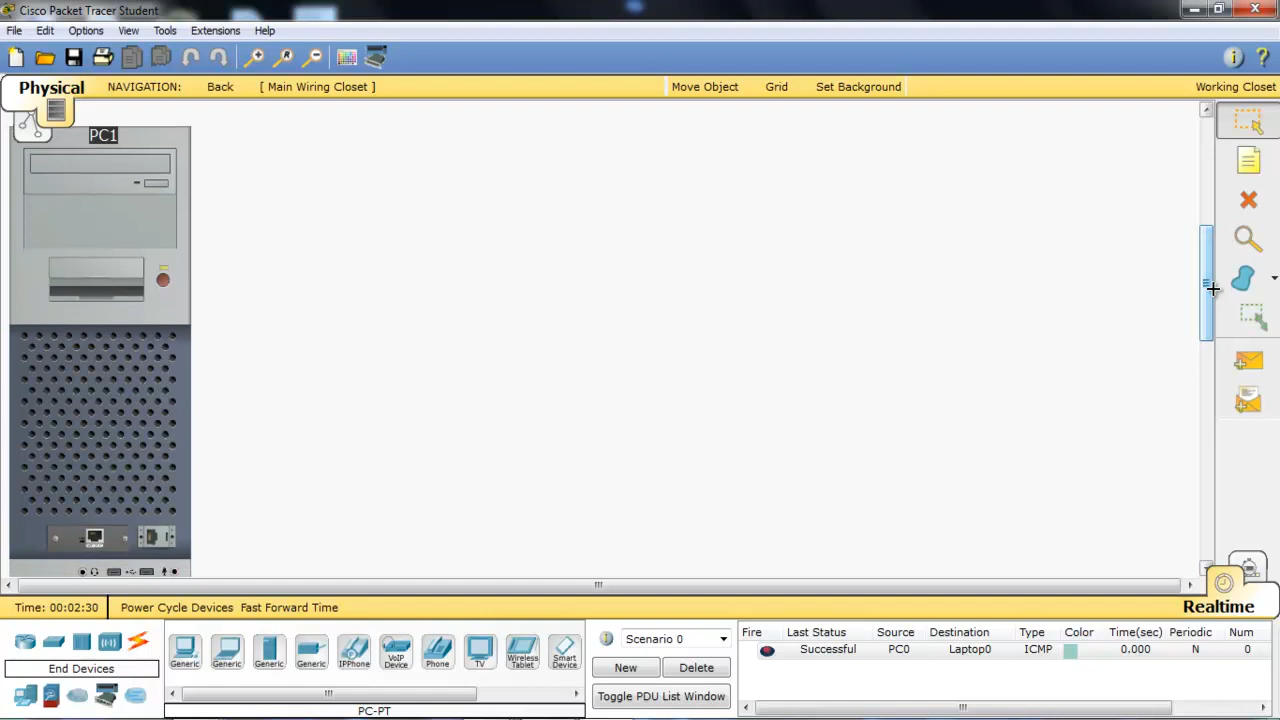 Cisco Packet Tracer Student
File Edit Options View Tools Extensions Help
Physical NAVIGATION: Back [ Main Wiring Closet ] Move Object Grid Set Background Working Closet
PC1
Realtime
Time: 00:02:30 Power Cycle Devices Fast Forward Time
End Devices
Generic Generic Generic Generic IPPhone VoIP Device Phone TV Wireless Tablet Smart Device
PC-PT
Scenario 0
New Delete
Toggle PDU List Window
Fire Last Status Source Destination Type Color Time(sec) Periodic Num
Successful PC0 Laptop0 ICMP 0.000 N 0